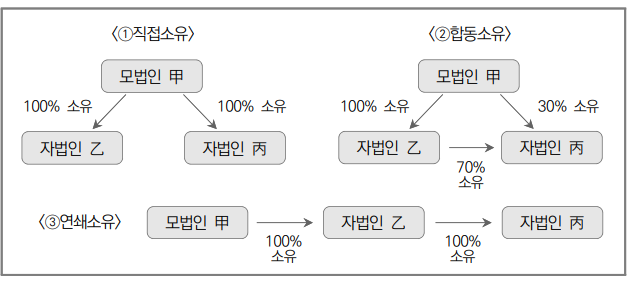 〈①직접소유〉
모법인 甲
100% 소유
100% 소유
자법인 乙
자법인 丙
〈②합동소유〉
모법인 甲
100% 소유
30% 소유
자법인 乙
70%
소유
자법인 丙
〈③연쇄소유〉
모법인 甲
100%
소유
자법인 乙
100%
소유
자법인 丙